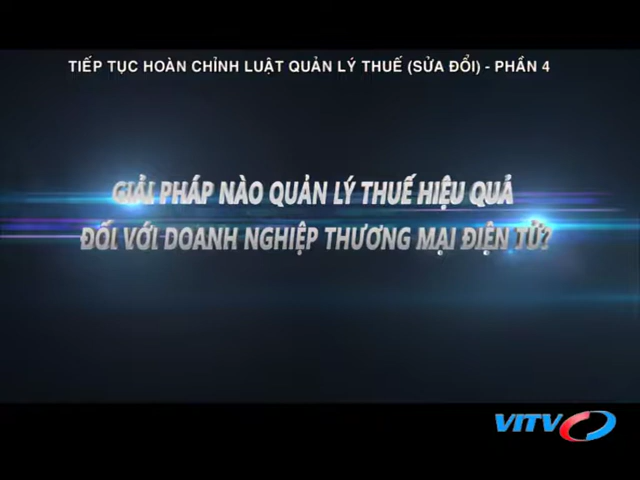 TIẾP TỤC HOÀN CHỈNH LUẬT QUẢN LÝ THUẾ (SỬA ĐỔI) - PHẦN 4
GIẢI PHÁP NÀO QUẢN LÝ THUẾ HIỆU QUẢ
ĐỐI VỚI DOANH NGHIỆP THƯƠNG MẠI ĐIỆN TỬ?
VITV